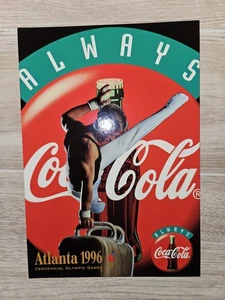 ALWAYS
Coca-Cola®
Atlanta 1996
CENTENNIAL OLYMPIC GAMES
ALWAYS
Coca-Cola